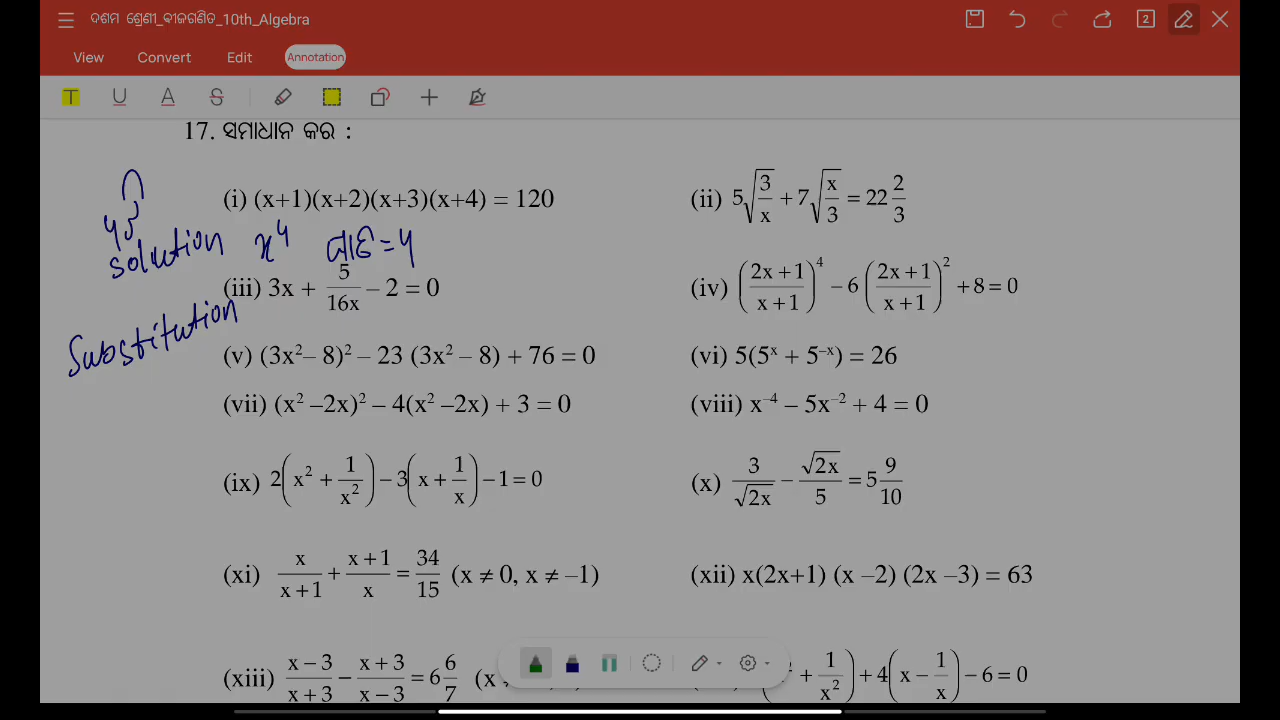 ଦଶମ ଶ୍ରେଣୀ_ବୀଜଗଣିତ_10th_Algebra
2
View Convert Edit Annotation
T U A S
17. ସମାଧାନ କର :
(i) (x+1)(x+2)(x+3)(x+4) = 120
(ii) 5√(3/x) + 7√(x/3) = 22 2/3
solution x⁴ ଘାତ = 4
(iii) 3x + 5/16x – 2 = 0
(iv) ((2x+1)/(x+1))⁴ – 6((2x+1)/(x+1))² + 8 = 0
Substitution
(v) (3x²– 8)² – 23 (3x² – 8) + 76 = 0
(vi) 5(5ˣ + 5⁻ˣ) = 26
(vii) (x² –2x)² – 4(x² –2x) + 3 = 0
(viii) x⁻⁴ – 5x⁻² + 4 = 0
(ix) 2(x² + 1/x²) – 3(x + 1/x) – 1 = 0
(x) 3/√2x – √2x/5 = 5 9/10
(xi) x/(x+1) + (x+1)/x = 34/15 (x ≠ 0, x ≠ –1)
(xii) x(2x+1) (x –2) (2x –3) = 63
(xiii) (x–3)/(x+3) – (x+3)/(x–3) = 6 6/7 (x
+ 1/x²) + 4(x – 1/x) – 6 = 0